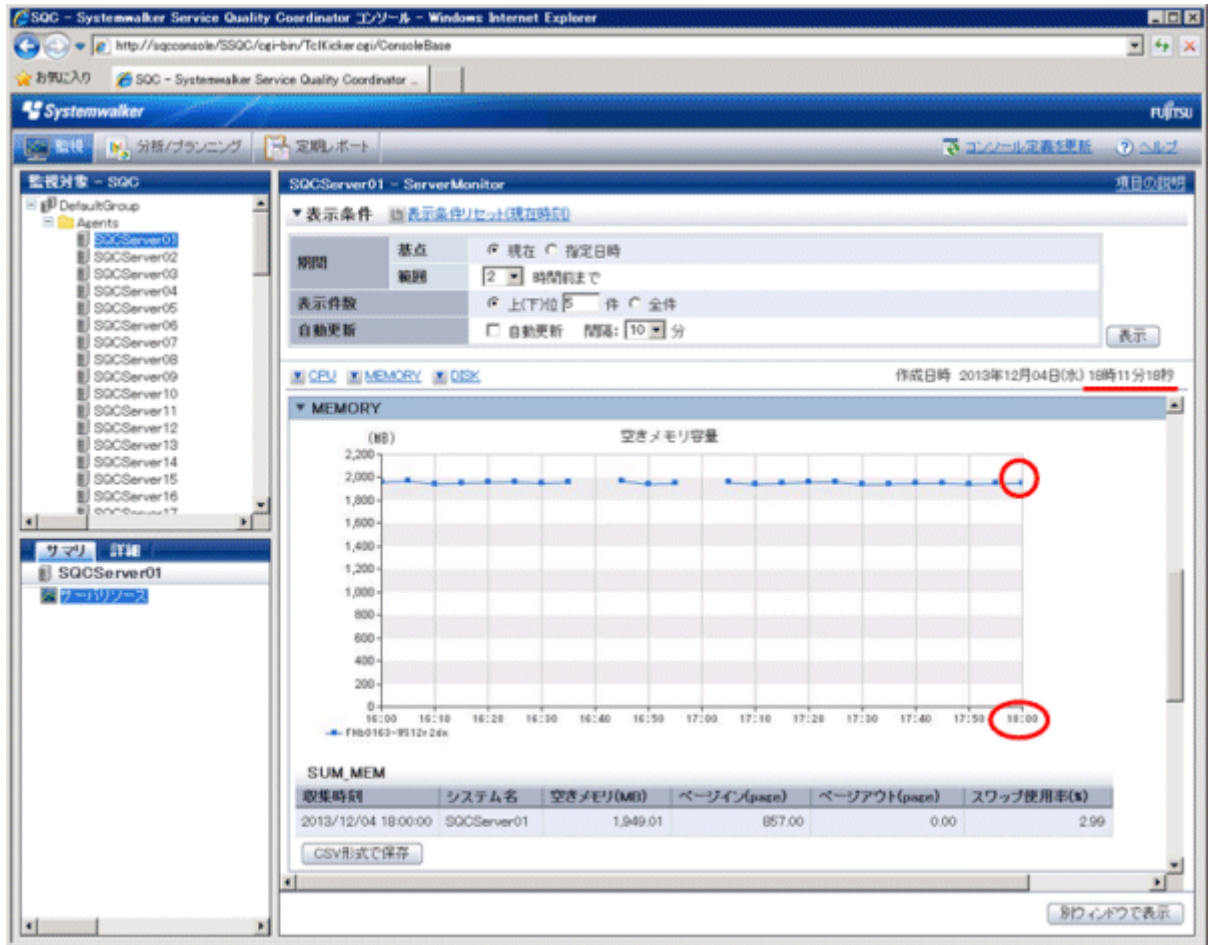 SQC - Systemwalker Service Quality Coordinator コンソール - Windows Internet Explorer
http://sqcconsole/SSQC/cgi-bin/TclKicker.cgi/ConsoleBase
お気に入り SQC - Systemwalker Service Quality Coordinator ...
Systemwalker FUJITSU
監視 分析/プランニング 定期レポート コンソール定義を更新 ヘルプ
監視対象 - SQC
DefaultGroup
Agents
SQCServer01
SQCServer02
SQCServer03
SQCServer04
SQCServer05
SQCServer06
SQCServer07
SQCServer08
SQCServer09
SQCServer10
SQCServer11
SQCServer12
SQCServer13
SQCServer14
SQCServer15
SQCServer16
SQCServer17
サマリ 詳細
SQCServer01
サーバリソース
SQCServer01 - ServerMonitor 項目の説明
▼表示条件 表示条件リセット(現在時刻)
期間 基点 現在 指定日時
範囲 2 時間前まで
表示件数 上(下)位 5 件 全件
自動更新 自動更新 間隔: 10 分
表示
CPU MEMORY DISK 作成日時 2013年12月04日(水) 18時11分18秒
▼ MEMORY
(MB) 空きメモリ容量
2,200
2,000
1,800
1,600
1,400
1,200
1,000
800
600
400
200
0
16:00 16:10 16:20 16:30 16:40 16:50 17:00 17:10 17:20 17:30 17:40 17:50 18:00
SUM_MEM
収集時刻 システム名 空きメモリ(MB) ページイン(page) ページアウト(page) スワップ使用率(%)
2013/12/04 18:00:00 SQCServer01 1,949.01 857.00 0.00 2.99
CSV形式で保存
別ウィンドウで表示